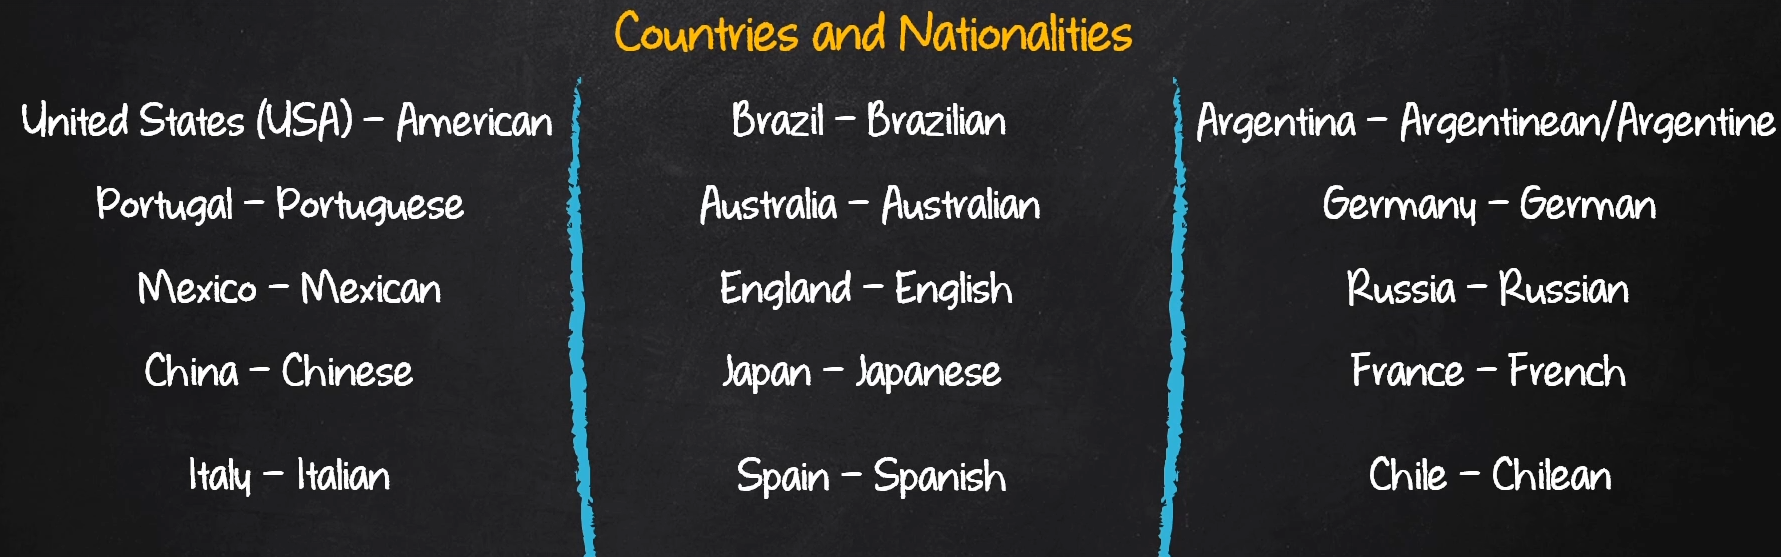 Countries and Nationalities
United States (USA) – American
Portugal – Portuguese
Mexico – Mexican
China – Chinese
Italy – Italian
Brazil – Brazilian
Australia – Australian
England – English
Japan – Japanese
Spain – Spanish
Argentina – Argentinean/Argentine
Germany – German
Russia – Russian
France – French
Chile – Chilean